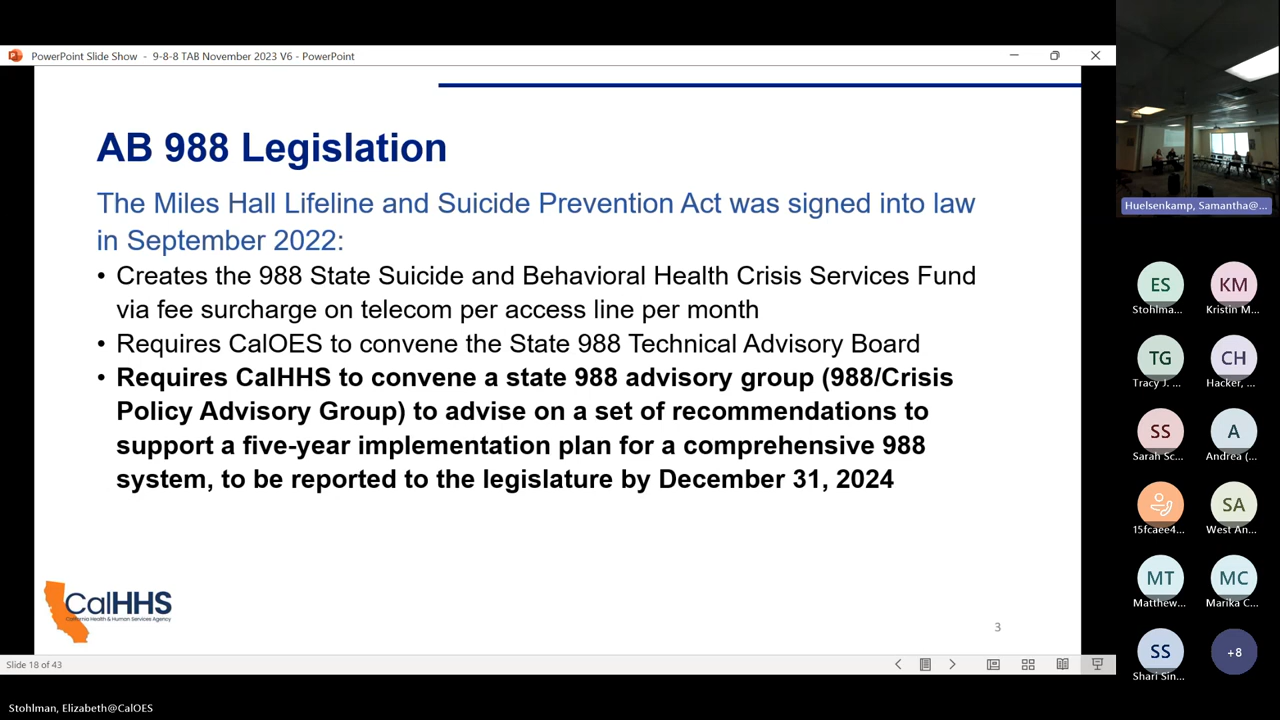 PowerPoint Slide Show - 9-8-8 TAB November 2023 V6 - PowerPoint
AB 988 Legislation
The Miles Hall Lifeline and Suicide Prevention Act was signed into law
in September 2022:
• Creates the 988 State Suicide and Behavioral Health Crisis Services Fund
via fee surcharge on telecom per access line per month
• Requires CalOES to convene the State 988 Technical Advisory Board
• Requires CalHHS to convene a state 988 advisory group (988/Crisis
Policy Advisory Group) to advise on a set of recommendations to
support a five-year implementation plan for a comprehensive 988
system, to be reported to the legislature by December 31, 2024
CalHHS
California Health & Human Services Agency
3
Slide 18 of 43
Stohlman, Elizabeth@CalOES
Huelsenkamp, Samantha@...
ES
KM
Stohlma...
Kristin M...
TG
CH
Tracy J. ...
Hacker, ...
SS
A
Sarah Sc...
Andrea (...
SA
15fcaee4...
West An...
MT
MC
Matthew...
Marika C...
SS
+8
Shari Sin...